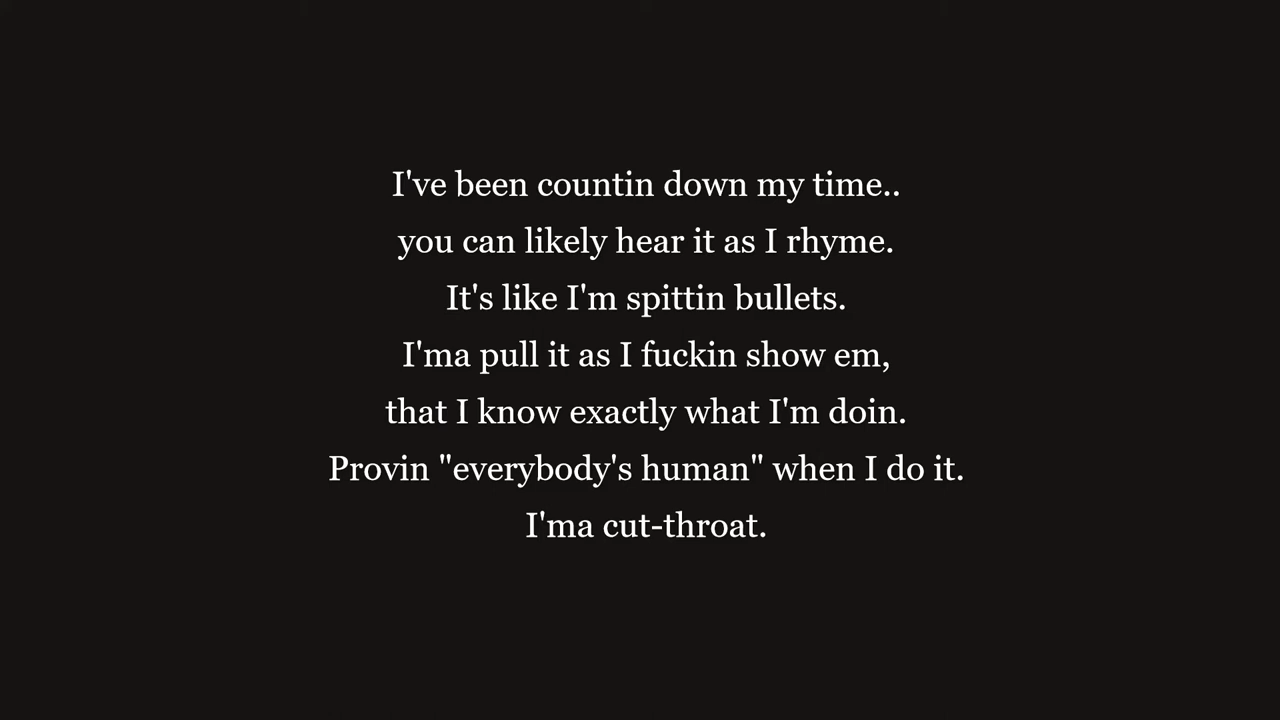 I've been countin down my time..
you can likely hear it as I rhyme.
It's like I'm spittin bullets.
I'ma pull it as I fuckin show em,
that I know exactly what I'm doin.
Provin "everybody's human" when I do it.
I'ma cut-throat.